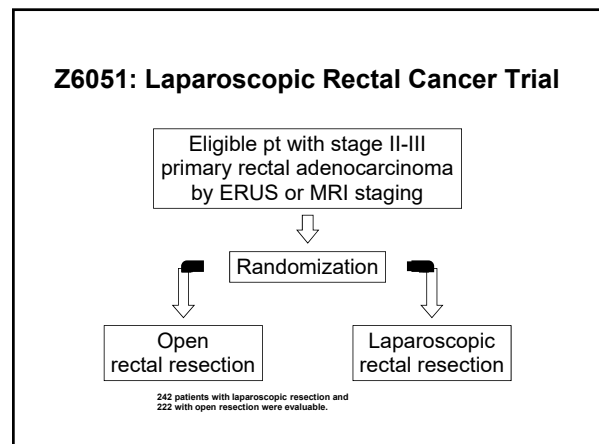 Z6051: Laparoscopic Rectal Cancer Trial
Eligible pt with stage II-III
primary rectal adenocarcinoma
by ERUS or MRI staging
Randomization
Open
rectal resection
Laparoscopic
rectal resection
242 patients with laparoscopic resection and
222 with open resection were evaluable.